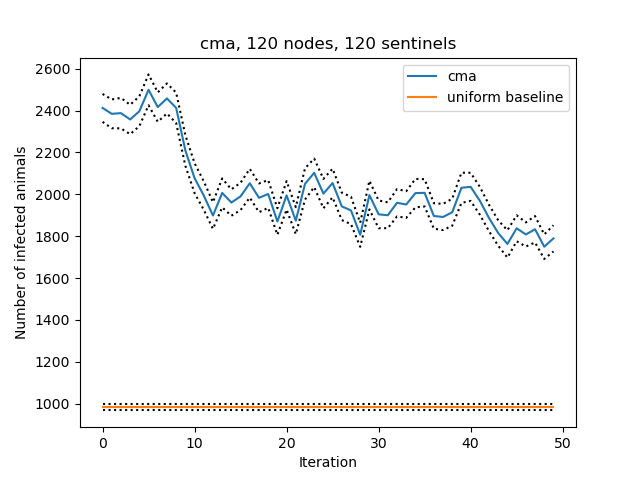 cma, 120 nodes, 120 sentinels
cma
uniform baseline
Number of infected animals
2600
2400
2200
2000
1800
1600
1400
1200
1000
0 10 20 30 40 50
Iteration